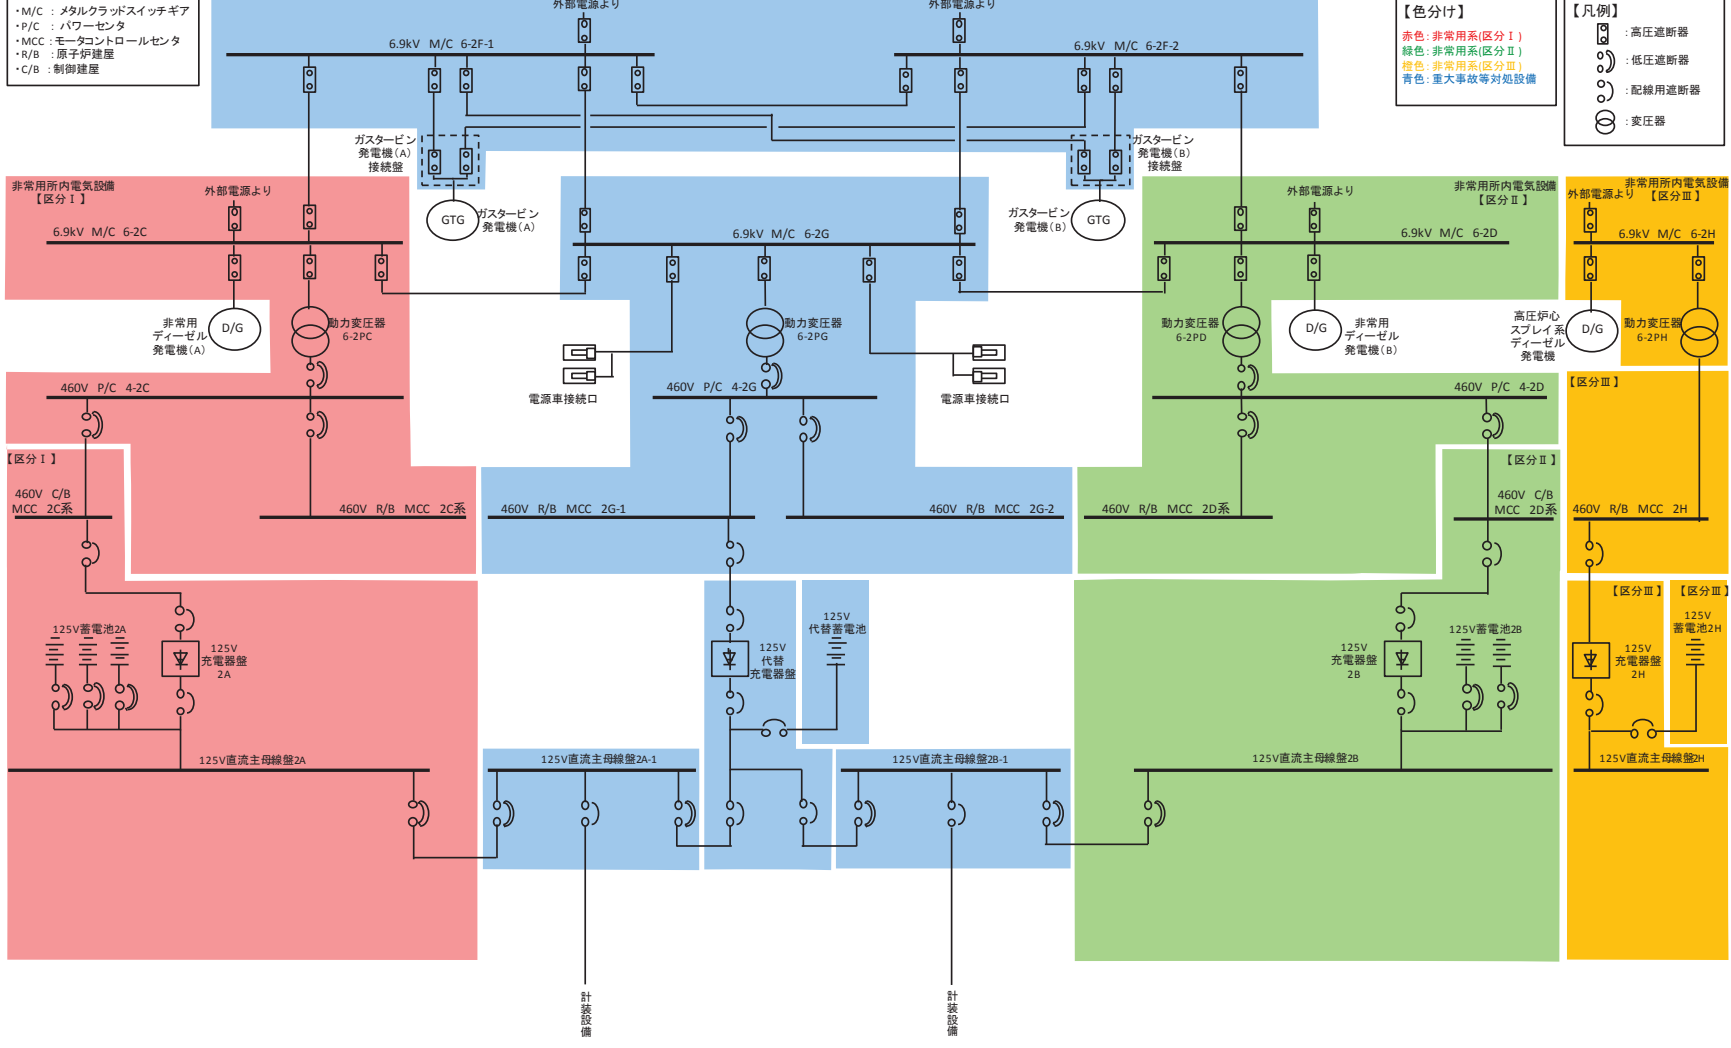 ・M/C : メタルクラッドスイッチギア
・P/C : パワーセンタ
・MCC : モータコントロールセンタ
・R/B : 原子炉建屋
・C/B : 制御建屋
外部電源より
外部電源より
【色分け】
赤色：非常用系(区分Ⅰ)
緑色：非常用系(区分Ⅱ)
橙色：非常用系(区分Ⅲ)
青色：重大事故等対処設備
【凡例】
：高圧遮断器
：低圧遮断器
：配線用遮断器
：変圧器
6.9kV M/C 6-2F-1
6.9kV M/C 6-2F-2
ガスタービン
発電機(A)
接続盤
ガスタービン
発電機(B)
接続盤
非常用所内電気設備
【区分Ⅰ】
外部電源より
GTG
ガスタービン
発電機(A)
ガスタービン
発電機(B)
GTG
外部電源より
非常用所内電気設備
【区分Ⅱ】
非常用所内電気設備
【区分Ⅲ】
外部電源より
6.9kV M/C 6-2C
6.9kV M/C 6-2G
6.9kV M/C 6-2D
6.9kV M/C 6-2H
非常用
ディーゼル
発電機(A)
D/G
動力変圧器
6-2PC
動力変圧器
6-2PG
動力変圧器
6-2PD
D/G
非常用
ディーゼル
発電機(B)
高圧炉心
スプレイ系
ディーゼル
発電機
D/G
動力変圧器
6-2PH
電源車接続口
電源車接続口
460V P/C 4-2C
460V P/C 4-2G
460V P/C 4-2D
【区分Ⅲ】
【区分Ⅰ】
【区分Ⅱ】
460V C/B
MCC 2C系
460V R/B MCC 2C系
460V R/B MCC 2G-1
460V R/B MCC 2G-2
460V R/B MCC 2D系
460V C/B
MCC 2D系
460V R/B MCC 2H
【区分Ⅲ】
【区分Ⅲ】
125V蓄電池2A
125V
充電器盤
2A
125V
代替
充電器盤
125V
代替蓄電池
125V
充電器盤
2B
125V蓄電池2B
125V
充電器盤
2H
125V
蓄電池2H
125V直流主母線盤2A
125V直流主母線盤2A-1
125V直流主母線盤2B-1
125V直流主母線盤2B
125V直流主母線盤2H
計装設備
計装設備